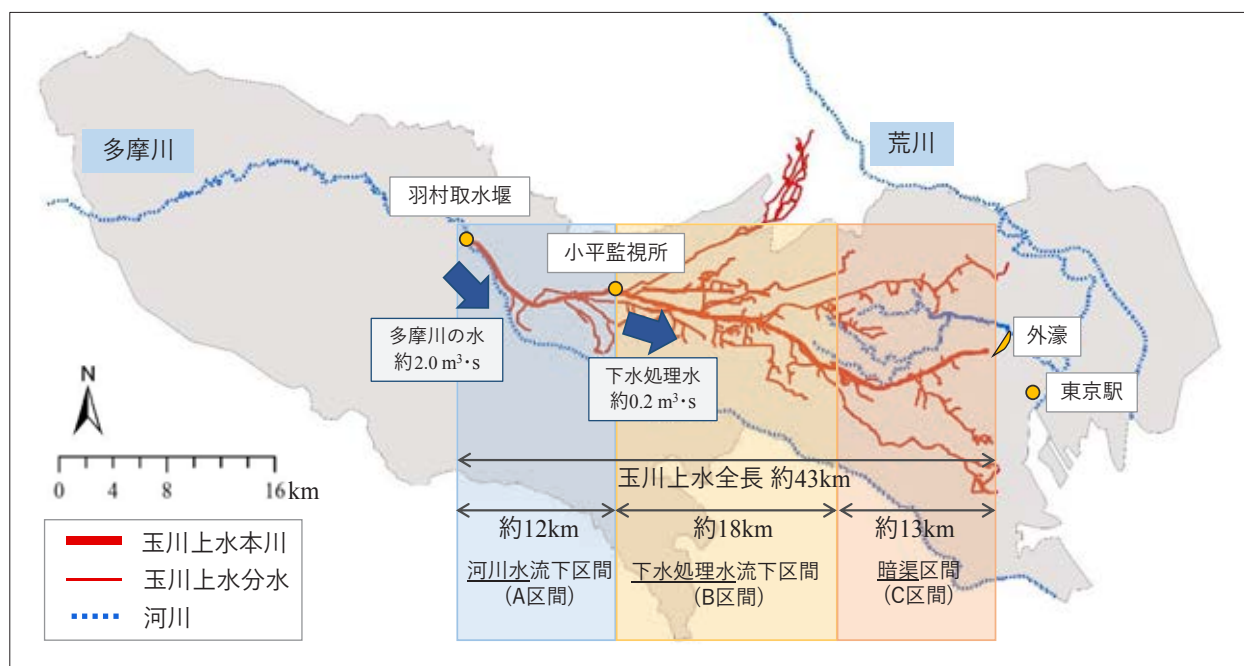 多摩川
荒川
羽村取水堰
小平監視所
多摩川の水
約2.0 m³･s
下水処理水
約0.2 m³･s
外濠
東京駅
N
0 4 8 16km
玉川上水全長 約43km
約12km
約18km
約13km
河川水流下区間
(A区間)
下水処理水流下区間
(B区間)
暗渠区間
(C区間)
玉川上水本川
玉川上水分水
河川